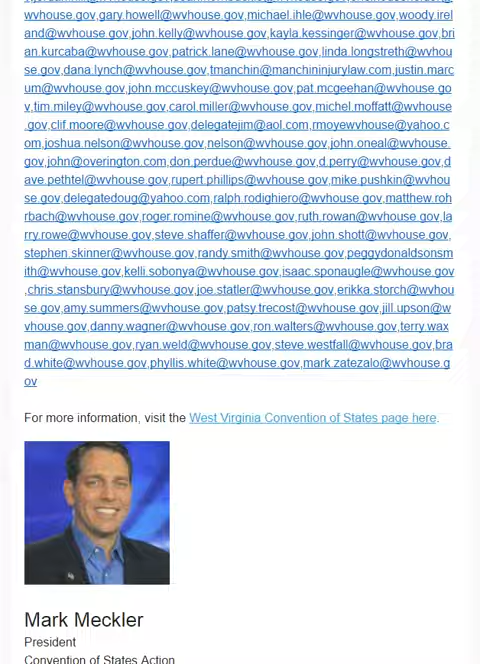 wvhouse.gov,gary.howell@wvhouse.gov,michael.ihle@wvhouse.gov,woody.irel
and@wvhouse.gov,john.kelly@wvhouse.gov,kayla.kessinger@wvhouse.gov,bri
an.kurcaba@wvhouse.gov,patrick.lane@wvhouse.gov,linda.longstreth@wvhou
se.gov,dana.lynch@wvhouse.gov,tmanchin@manchininjurylaw.com,justin.marc
um@wvhouse.gov,john.mccuskey@wvhouse.gov,pat.mcgeehan@wvhouse.go
v,tim.miley@wvhouse.gov,carol.miller@wvhouse.gov,michel.moffatt@wvhouse
.gov,clif.moore@wvhouse.gov,delegatejim@aol.com,rmoyewvhouse@yahoo.c
om,joshua.nelson@wvhouse.gov,nelson@wvhouse.gov,john.oneal@wvhouse.
gov,john@overington.com,don.perdue@wvhouse.gov,d.perry@wvhouse.gov,d
ave.pethtel@wvhouse.gov,rupert.phillips@wvhouse.gov,mike.pushkin@wvhou
se.gov,delegatedoug@yahoo.com,ralph.rodighiero@wvhouse.gov,matthew.roh
rbach@wvhouse.gov,roger.romine@wvhouse.gov,ruth.rowan@wvhouse.gov,la
rry.rowe@wvhouse.gov,steve.shaffer@wvhouse.gov,john.shott@wvhouse.gov,
stephen.skinner@wvhouse.gov,randy.smith@wvhouse.gov,peggydonaldsonsm
ith@wvhouse.gov,kelli.sobonya@wvhouse.gov,isaac.sponaugle@wvhouse.gov
,chris.stansbury@wvhouse.gov,joe.statler@wvhouse.gov,erikka.storch@wvhou
se.gov,amy.summers@wvhouse.gov,patsy.trecost@wvhouse.gov,jill.upson@w
vhouse.gov,danny.wagner@wvhouse.gov,ron.walters@wvhouse.gov,terry.wax
man@wvhouse.gov,ryan.weld@wvhouse.gov,steve.westfall@wvhouse.gov,bra
d.white@wvhouse.gov,phyllis.white@wvhouse.gov,mark.zatezalo@wvhouse.g
ov
For more information, visit the West Virginia Convention of States page here.
Mark Meckler
President
Convention of States Action